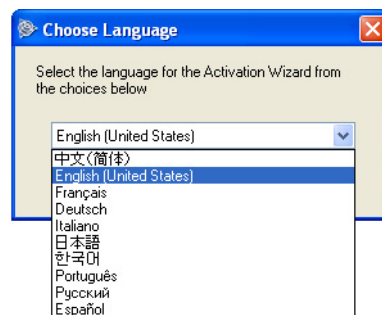 Choose Language
Select the language for the Activation Wizard from
the choices below
English (United States)
中文(简体)
English (United States)
Français
Deutsch
Italiano
日本語
한국어
Português
Русский
Español